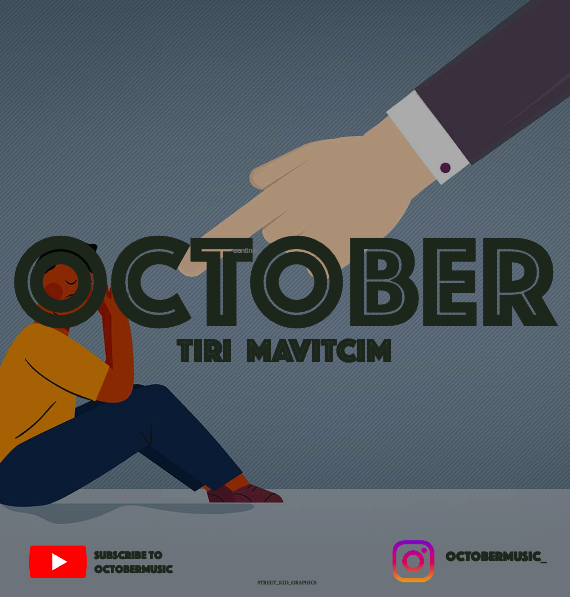 OCTOBER
TIRI MAVITCIM
SUBSCRIBE TO
OCTOBERMUSIC
OCTOBERMUSIC_
STREET_KID_GRAPHICS